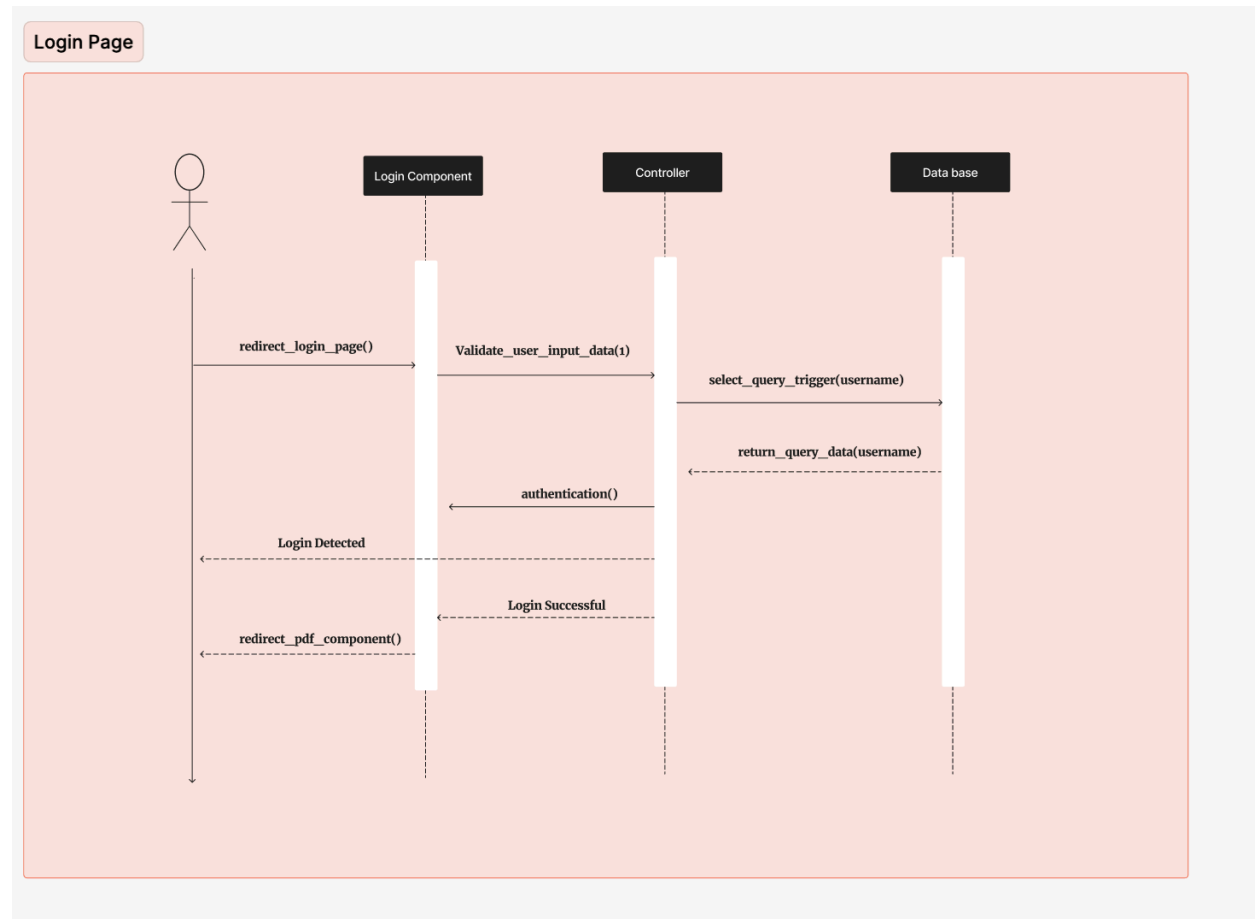 Login Page
Login Component
Controller
Data base
redirect_login_page()
Validate_user_input_data(1)
select_query_trigger(username)
return_query_data(username)
authentication()
Login Detected
Login Successful
redirect_pdf_component()